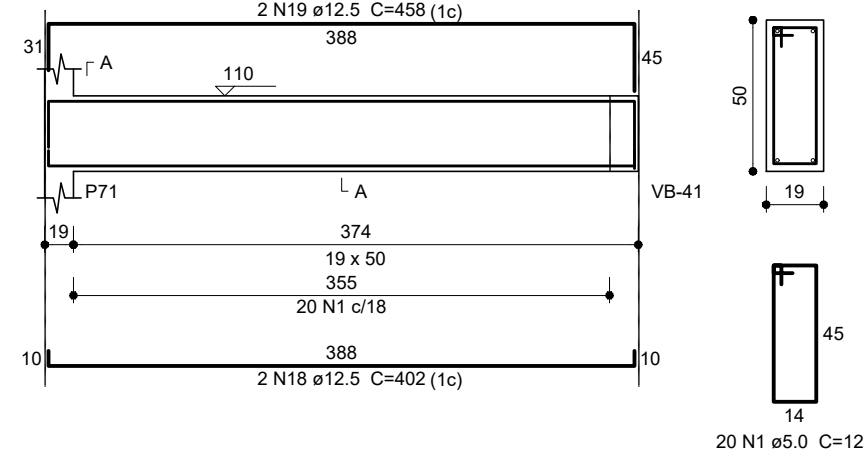 2 N19 ø12.5 C=458 (1c)
388
31
45
A
110
50
A
P71
VB-41
19
19
374
19 x 50
355
20 N1 c/18
10
388
10
2 N18 ø12.5 C=402 (1c)
45
14
20 N1 ø5.0 C=12